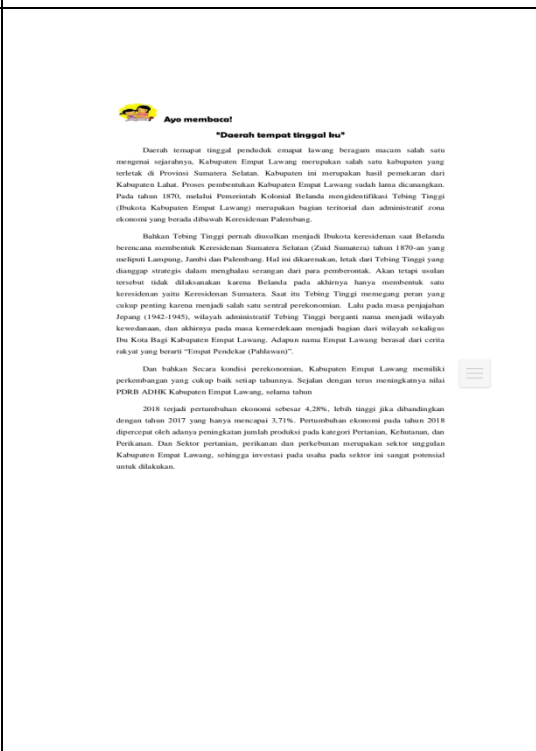 Ayo membaca!
"Daerah tempat tinggal ku"
Daerah temapat tinggal penduduk emapat lawang beragam macam salah satu
mengenai sejarahnya, Kabupaten Empat Lawang merupakan salah satu kabupaten yang
terletak di Provinsi Sumatera Selatan. Kabupaten ini merupakan hasil pemekaran dari
Kabupaten Lahat. Proses pembentukan Kabupaten Empat Lawang sudah lama dicanangkan.
Pada tahun 1870, melalui Pemerintah Kolonial Belanda mengidentifikasi Tebing Tinggi
(Ibukota Kabupaten Empat Lawang) merupakan bagian teritorial dan administratif zona
ekonomi yang berada dibawah Keresidenan Palembang.
Bahkan Tebing Tinggi pernah diusulkan menjadi Ibukota keresidenan saat Belanda
berencana membentuk Keresidenan Sumatera Selatan (Zuid Sumatera) tahun 1870-an yang
meliputi Lampung, Jambi dan Palembang. Hal ini dikarenakan, letak dari Tebing Tinggi yang
dianggap strategis dalam menghalau serangan dari para pemberontak. Akan tetapi usulan
tersebut tidak dilaksanakan karena Belanda pada akhirnya hanya membentuk satu
keresidenan yaitu Keresidenan Sumatera. Saat itu Tebing Tinggi memegang peran yang
cukup penting karena menjadi salah satu sentral perekonomian. Lalu pada masa penjajahan
Jepang (1942-1945), wilayah administratif Tebing Tinggi berganti nama menjadi wilayah
kewedanaan, dan akhirnya pada masa kemerdekaan menjadi bagian dari wilayah sekaligus
Ibu Kota Bagi Kabupaten Empat Lawang. Adapun nama Empat Lawang berasal dari cerita
rakyat yang berarti "Empat Pendekar (Pahlawan)".
Dan bahkan Secara kondisi perekonomian, Kabupaten Empat Lawang memiliki
perkembangan yang cukup baik setiap tahunnya. Sejalan dengan terus meningkatnya nilai
PDRB ADHK Kabupaten Empat Lawang, selama tahun
2018 terjadi pertumbuhan ekonomi sebesar 4,28%, lebih tinggi jika dibandingkan
dengan tahun 2017 yang hanya mencapai 3,71%. Pertumbuhan ekonomi pada tahun 2018
dipercepat oleh adanya peningkatan jumlah produksi pada kategori Pertanian, Kehutanan, dan
Perikanan. Dan Sektor pertanian, perikanan dan perkebunan merupakan sektor unggulan
Kabupaten Empat Lawang, sehingga investasi pada usaha pada sektor ini sangat potensial
untuk dilakukan.